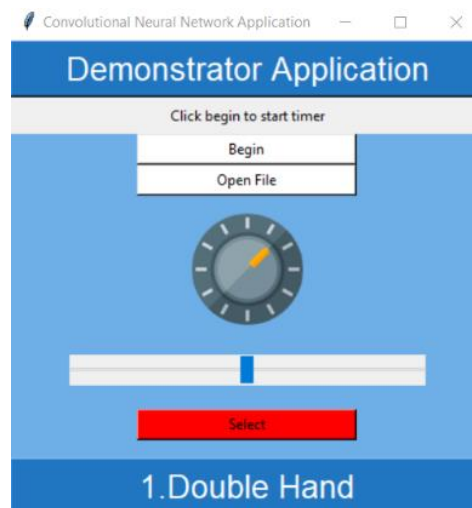 Convolutional Neural Network Application
Demonstrator Application
Click begin to start timer
Begin
Open File
Select
1.Double Hand